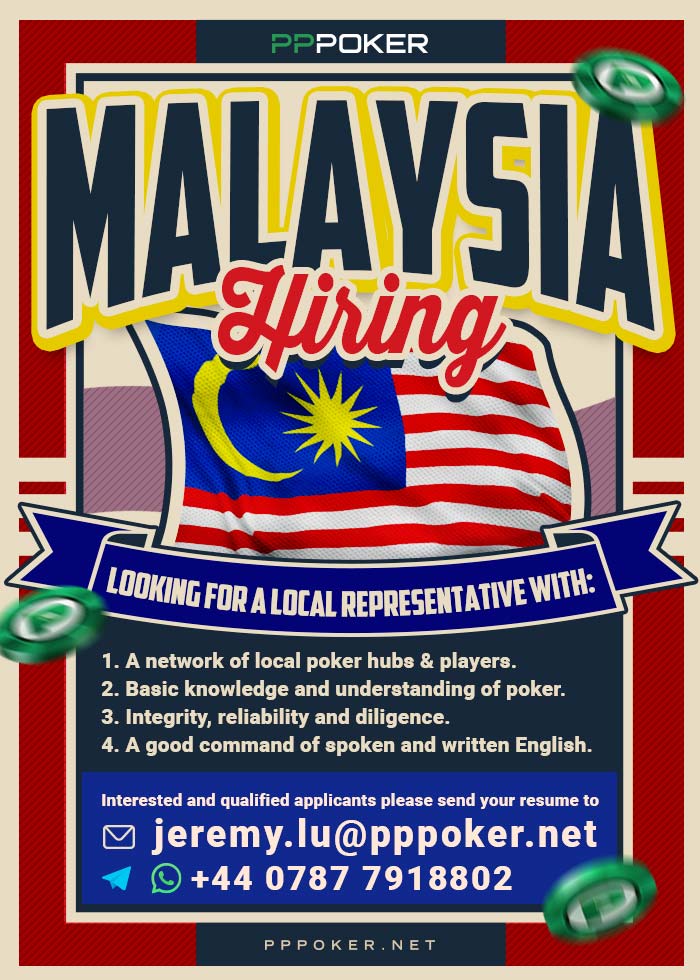 PPPOKER
MALAYSIA
Hiring
LOOKING FOR A LOCAL REPRESENTATIVE WITH:
1. A network of local poker hubs & players.
2. Basic knowledge and understanding of poker.
3. Integrity, reliability and diligence.
4. A good command of spoken and written English.
Interested and qualified applicants please send your resume to
jeremy.lu@pppoker.net
+44 0787 7918802
PPPOKER.NET